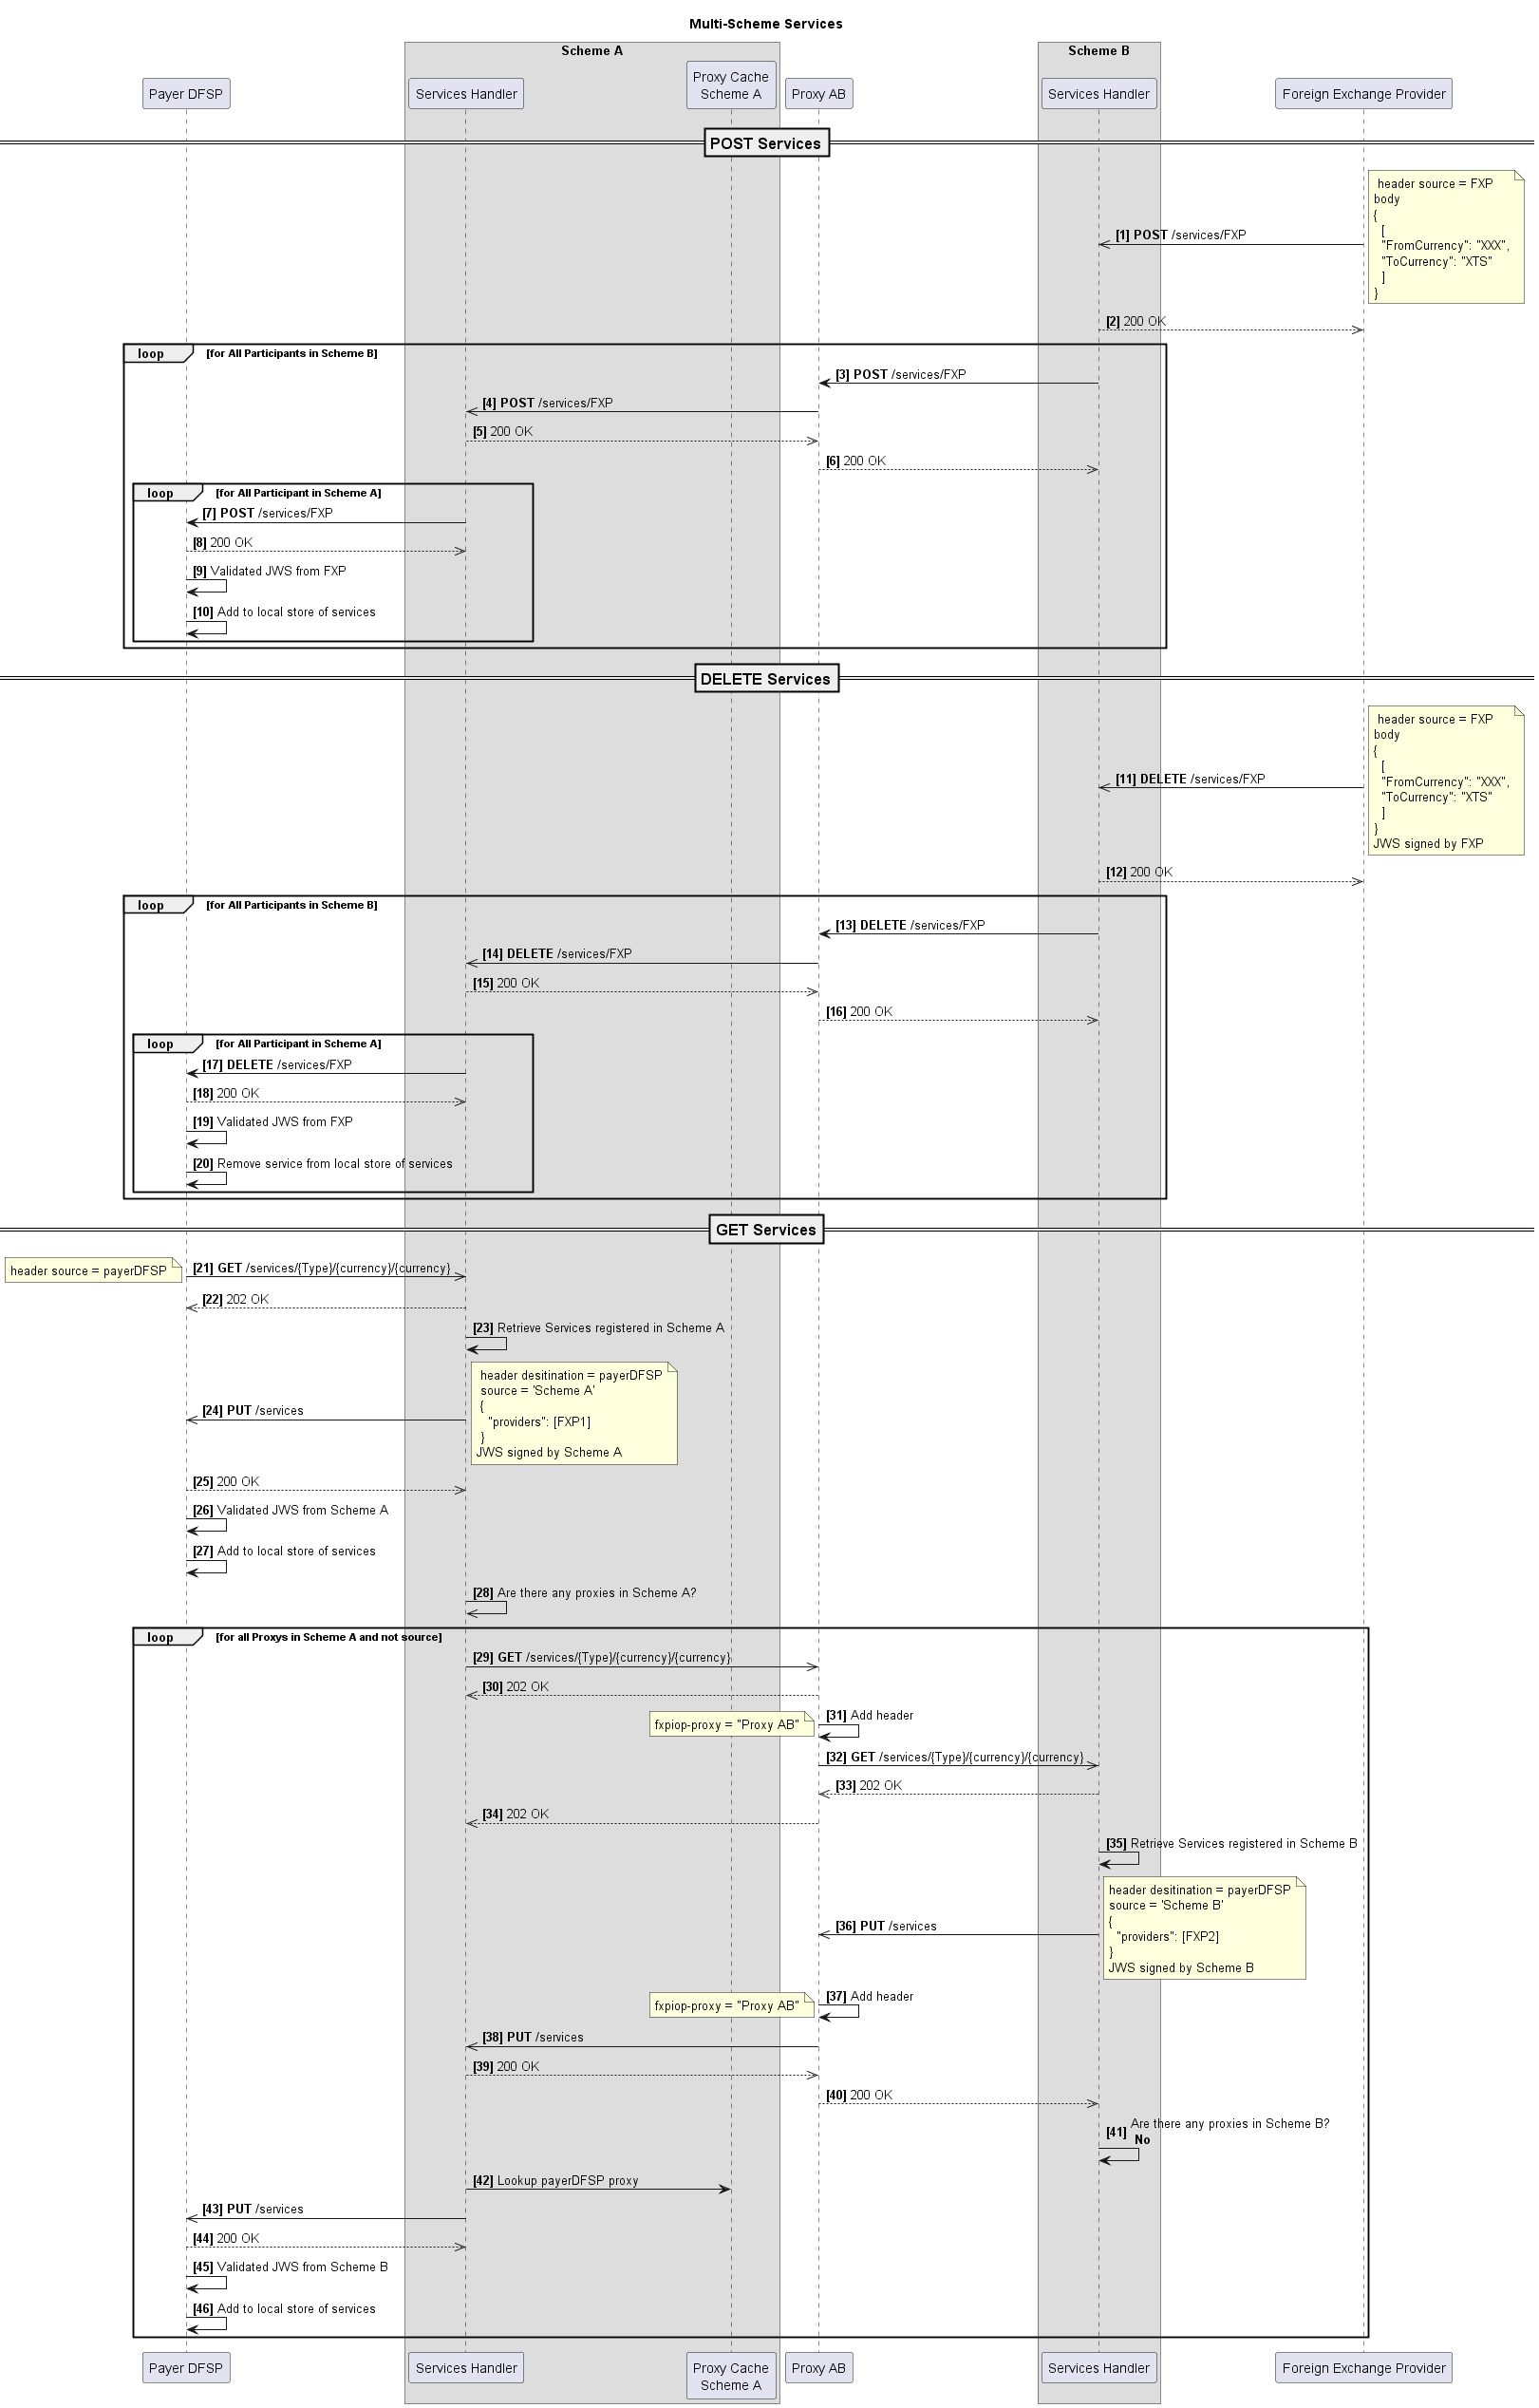 Multi-Scheme Services
Scheme A
Scheme B
Payer DFSP
Services Handler
Proxy Cache
Scheme A
Proxy AB
Services Handler
Foreign Exchange Provider
POST Services
header source = FXP
body
{
[
"FromCurrency": "XXX",
"ToCurrency": "XTS"
]
}
[1] POST /services/FXP
[2] 200 OK
loop [for All Participants in Scheme B]
[3] POST /services/FXP
[4] POST /services/FXP
[5] 200 OK
[6] 200 OK
loop [for All Participant in Scheme A]
[7] POST /services/FXP
[8] 200 OK
[9] Validated JWS from FXP
[10] Add to local store of services
DELETE Services
header source = FXP
body
{
[
"FromCurrency": "XXX",
"ToCurrency": "XTS"
]
}
JWS signed by FXP
[11] DELETE /services/FXP
[12] 200 OK
loop [for All Participants in Scheme B]
[13] DELETE /services/FXP
[14] DELETE /services/FXP
[15] 200 OK
[16] 200 OK
loop [for All Participant in Scheme A]
[17] DELETE /services/FXP
[18] 200 OK
[19] Validated JWS from FXP
[20] Remove service from local store of services
GET Services
header source = payerDFSP
[21] GET /services/{Type}/{currency}/{currency}
[22] 202 OK
[23] Retrieve Services registered in Scheme A
header desitination = payerDFSP
source = 'Scheme A'
{
"providers": [FXP1]
}
JWS signed by Scheme A
[24] PUT /services
[25] 200 OK
[26] Validated JWS from Scheme A
[27] Add to local store of services
[28] Are there any proxies in Scheme A?
loop [for all Proxys in Scheme A and not source]
[29] GET /services/{Type}/{currency}/{currency}
[30] 202 OK
fxpiop-proxy = "Proxy AB"
[31] Add header
[32] GET /services/{Type}/{currency}/{currency}
[33] 202 OK
[34] 202 OK
[35] Retrieve Services registered in Scheme B
header desitination = payerDFSP
source = 'Scheme B'
{
"providers": [FXP2]
}
JWS signed by Scheme B
[36] PUT /services
fxpiop-proxy = "Proxy AB"
[37] Add header
[38] PUT /services
[39] 200 OK
[40] 200 OK
[41] Are there any proxies in Scheme B?
No
[42] Lookup payerDFSP proxy
[43] PUT /services
[44] 200 OK
[45] Validated JWS from Scheme B
[46] Add to local store of services
Payer DFSP
Services Handler
Proxy Cache
Scheme A
Proxy AB
Services Handler
Foreign Exchange Provider